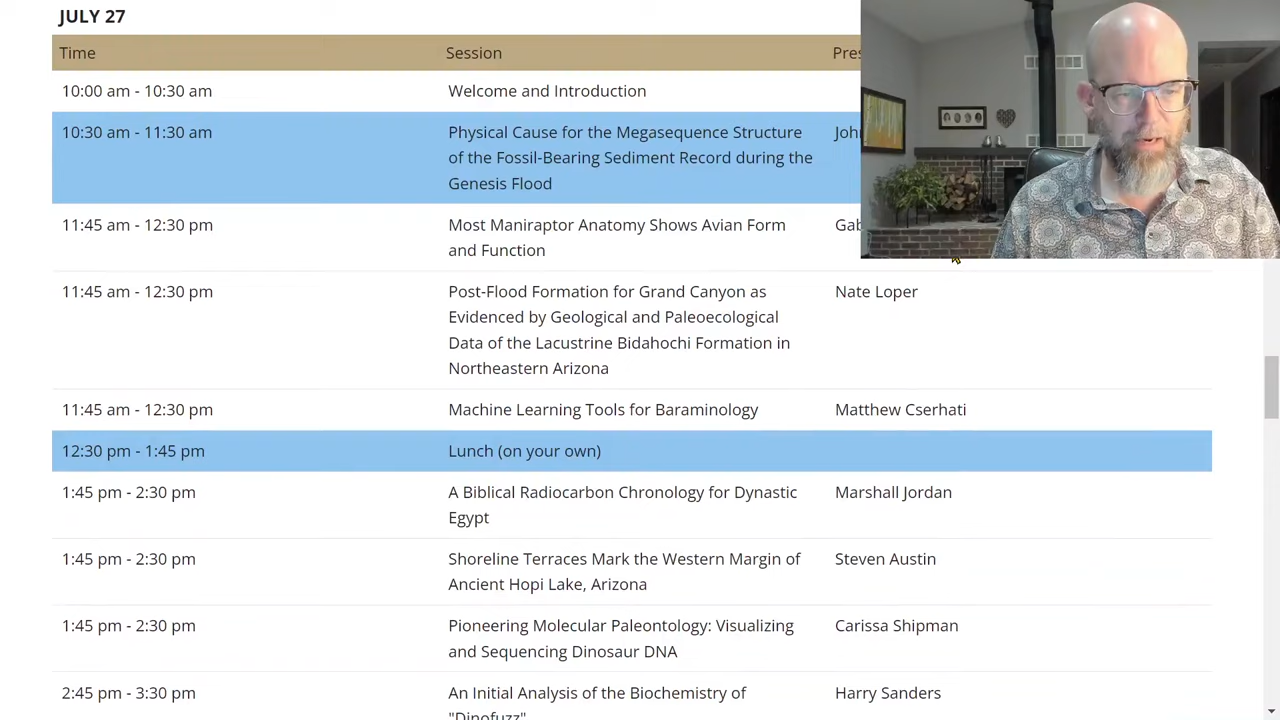 JULY 27
Time Session Pres
10:00 am - 10:30 am Welcome and Introduction
10:30 am - 11:30 am Physical Cause for the Megasequence Structure Joh
of the Fossil-Bearing Sediment Record during the
Genesis Flood
11:45 am - 12:30 pm Most Maniraptor Anatomy Shows Avian Form Gab
and Function
11:45 am - 12:30 pm Post-Flood Formation for Grand Canyon as Nate Loper
Evidenced by Geological and Paleoecological
Data of the Lacustrine Bidahochi Formation in
Northeastern Arizona
11:45 am - 12:30 pm Machine Learning Tools for Baraminology Matthew Cserhati
12:30 pm - 1:45 pm Lunch (on your own)
1:45 pm - 2:30 pm A Biblical Radiocarbon Chronology for Dynastic Marshall Jordan
Egypt
1:45 pm - 2:30 pm Shoreline Terraces Mark the Western Margin of Steven Austin
Ancient Hopi Lake, Arizona
1:45 pm - 2:30 pm Pioneering Molecular Paleontology: Visualizing Carissa Shipman
and Sequencing Dinosaur DNA
2:45 pm - 3:30 pm An Initial Analysis of the Biochemistry of Harry Sanders
"Dinofuzz"